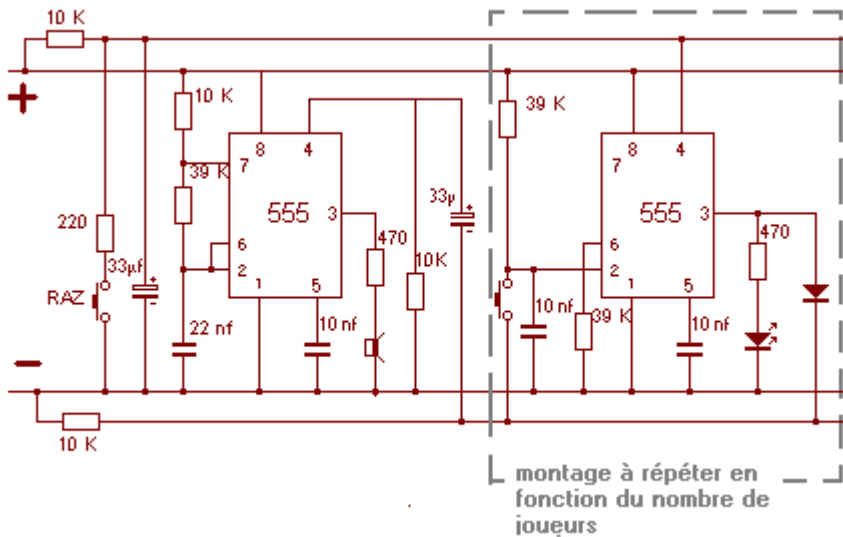 10 K
+
10 K
39 K
8
4
7
39 K
33µ
8
4
7
220
555
3
470
555
3
470
33µf
6
2
10K
6
2
RAZ
1
5
10 nf
1
5
22 nf
10 nf
39 K
10 nf
-
10 K
montage à répéter en
fonction du nombre de
joueurs